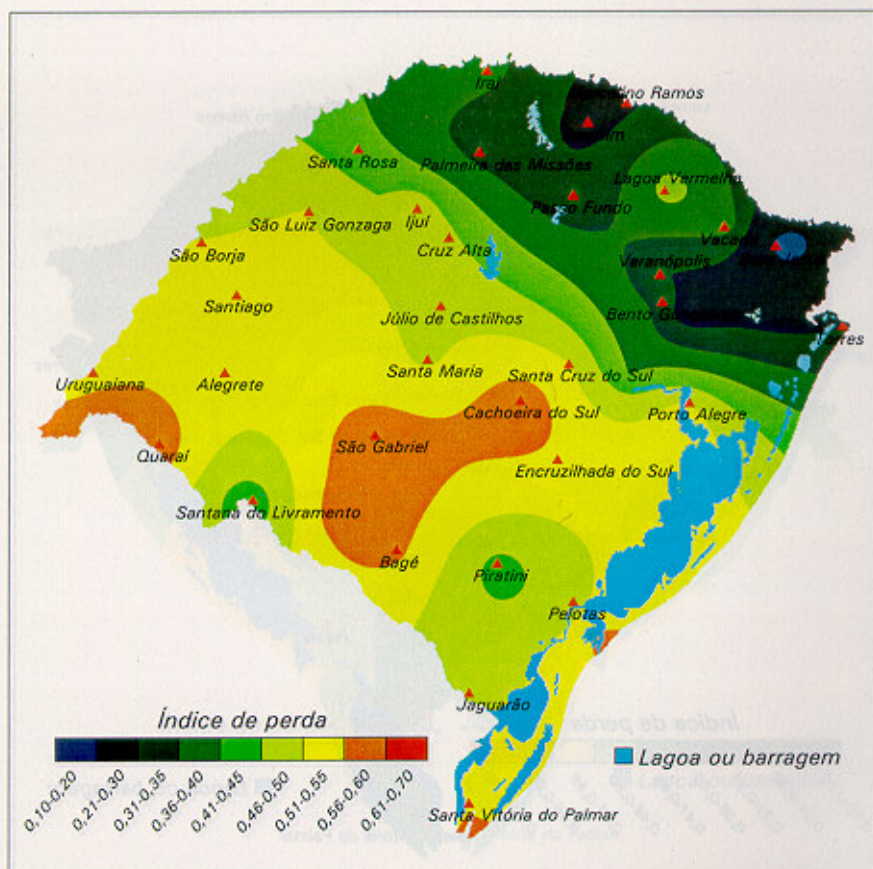 Iraí
Marcelino Ramos
Santa Rosa
Palmeira das Missões
Lagoa Vermelha
Passo Fundo
São Luiz Gonzaga
Ijuí
São Borja
Cruz Alta
Veranópolis
Santiago
Júlio de Castilhos
Bento Gonçalves
Torres
Uruguaiana
Alegrete
Santa Maria
Santa Cruz do Sul
Cachoeira do Sul
Porto Alegre
Quaraí
São Gabriel
Encruzilhada do Sul
Santana do Livramento
Bagé
Piratini
Pelotas
Jaguarão
Índice de perda
0,10-0,20
0,21-0,30
0,31-0,35
0,36-0,40
0,41-0,45
0,46-0,50
0,51-0,55
0,56-0,60
0,61-0,70
Lagoa ou barragem
Santa Vitória do Palmar